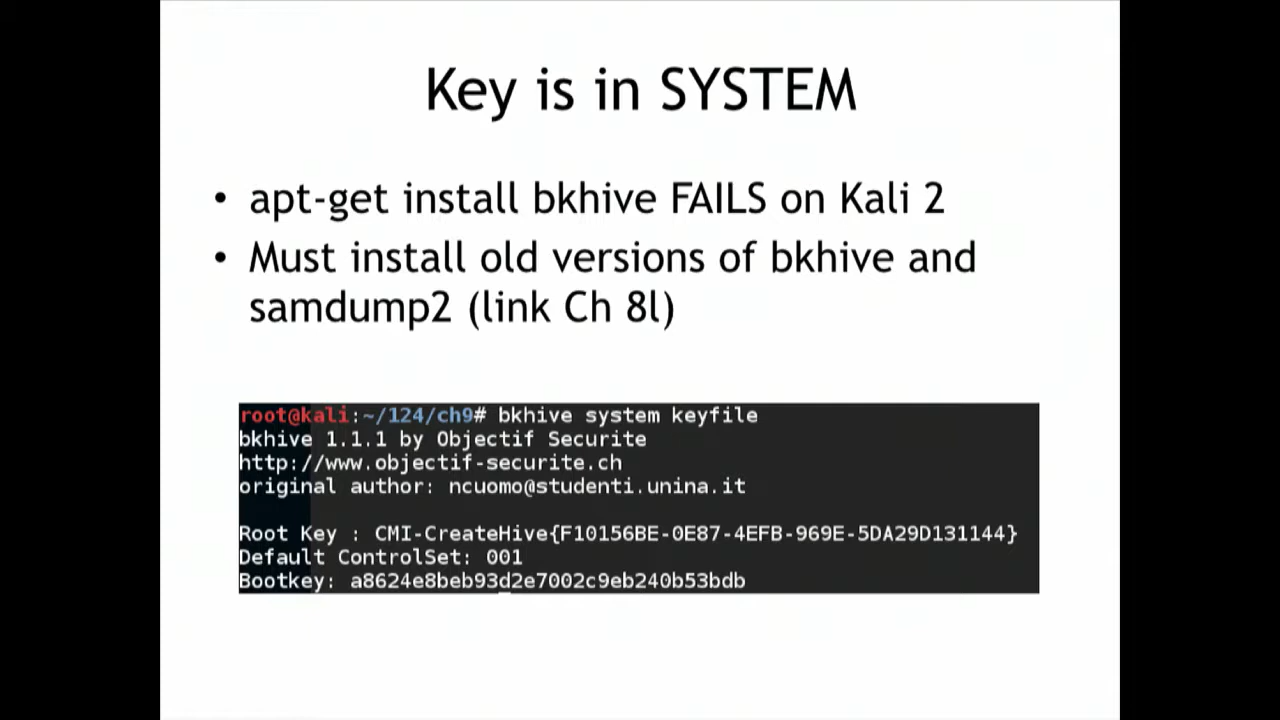 Key is in SYSTEM
• apt-get install bkhive FAILS on Kali 2
• Must install old versions of bkhive and
samdump2 (link Ch 8l)
root@kali:~/124/ch9# bkhive system keyfile
bkhive 1.1.1 by Objectif Securite
http://www.objectif-securite.ch
original author: ncuomo@studenti.unina.it
Root Key : CMI-CreateHive{F10156BE-0E87-4EFB-969E-5DA29D131144}
Default ControlSet: 001
Bootkey: a8624e8beb93d2e7002c9eb240b53bdb